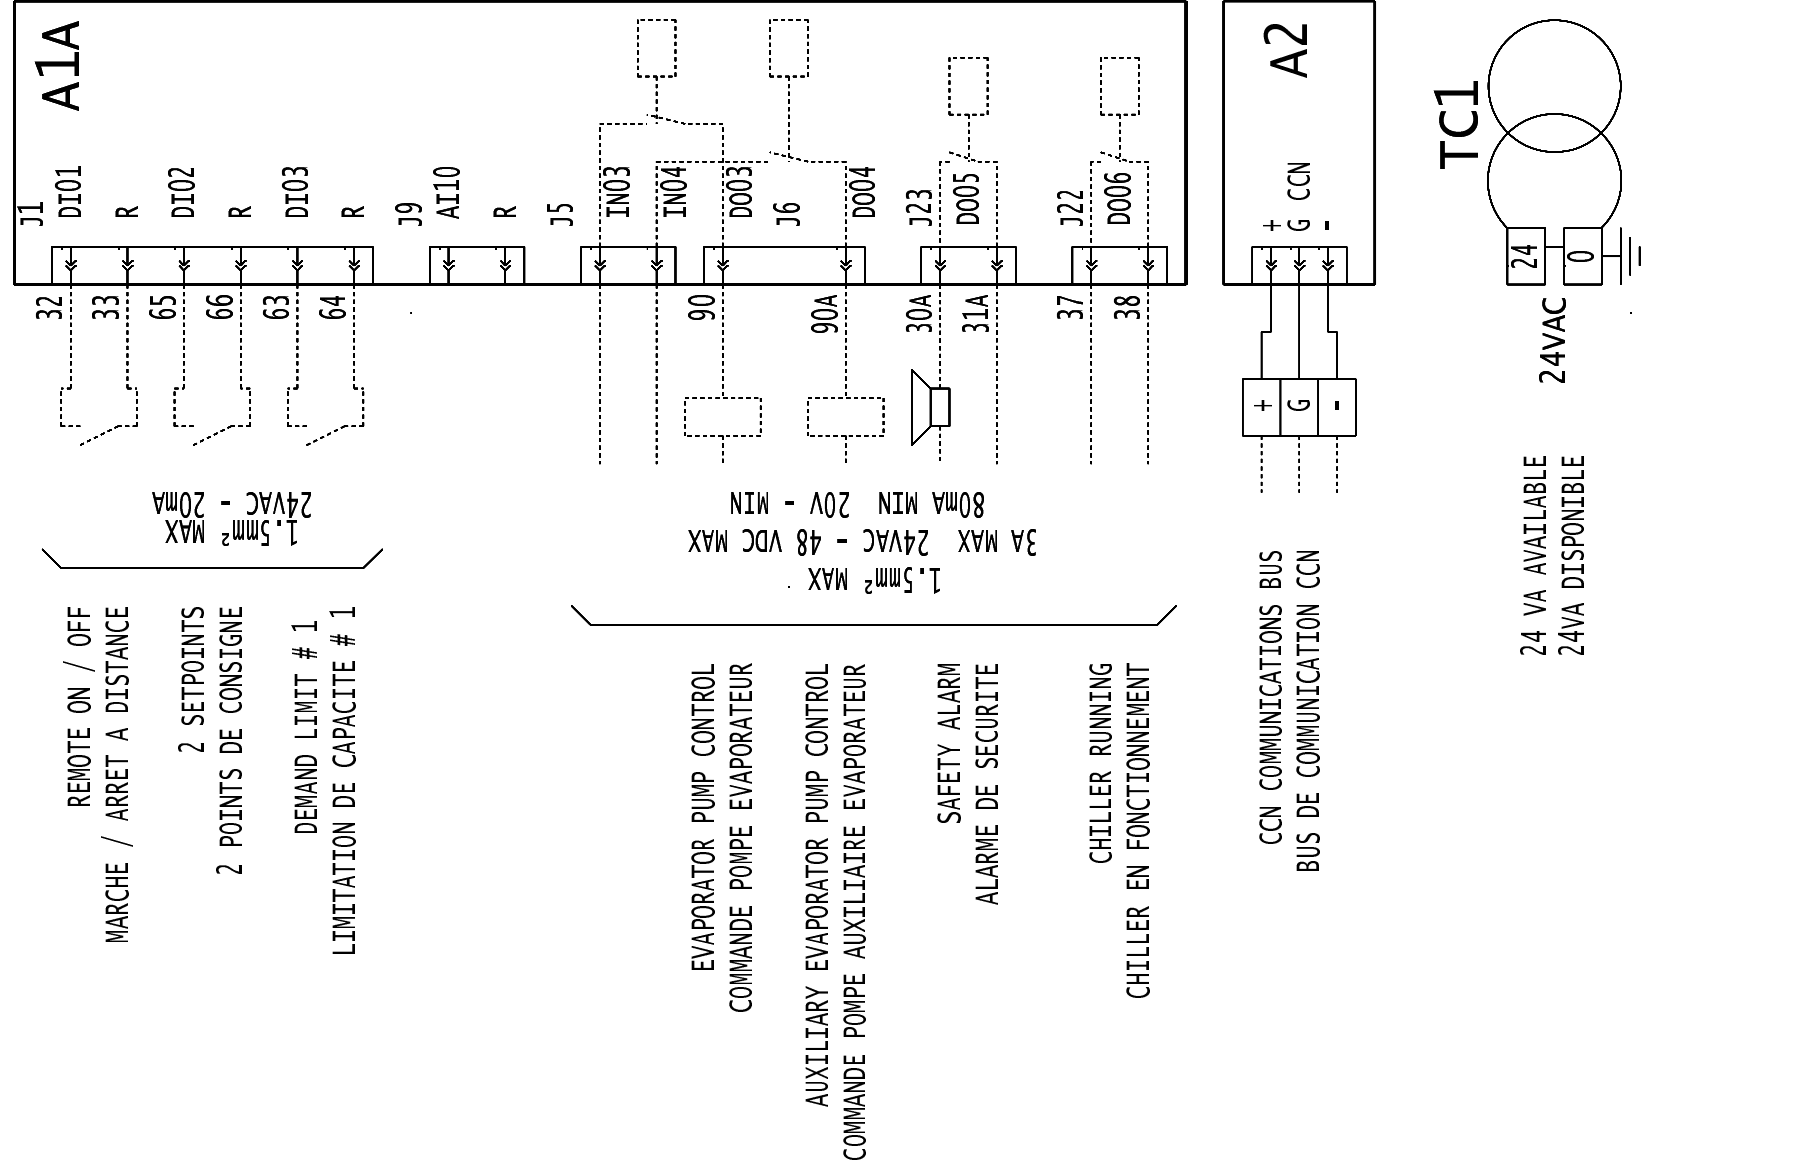 A1A
J1
DI01
R
DI02
R
DI03
R
J9
AI10
R
J5
IN03
IN04
DO03
J6
DO04
J23
DO05
J22
DO06
32
33
65
66
63
64
90
90A
30A
31A
37
38
24VAC - 20mA
1.5mm² MAX
80mA MIN 20V - MIN
3A MAX 24VAC - 48 VDC MAX
1.5mm² MAX
REMOTE ON / OFF
MARCHE / ARRET A DISTANCE
2 SETPOINTS
2 POINTS DE CONSIGNE
DEMAND LIMIT # 1
LIMITATION DE CAPACITE # 1
EVAPORATOR PUMP CONTROL
COMMANDE POMPE EVAPORATEUR
AUXILIARY EVAPORATOR PUMP CONTROL
COMMANDE POMPE AUXILIAIRE EVAPORATEUR
SAFETY ALARM
ALARME DE SECURITE
CHILLER RUNNING
CHILLER EN FONCTIONNEMENT
A2
+
G CCN
-
+
G
-
CCN COMMUNICATIONS BUS
BUS DE COMMUNICATION CCN
TC1
24
0
24VAC
24 VA AVAILABLE
24VA DISPONIBLE